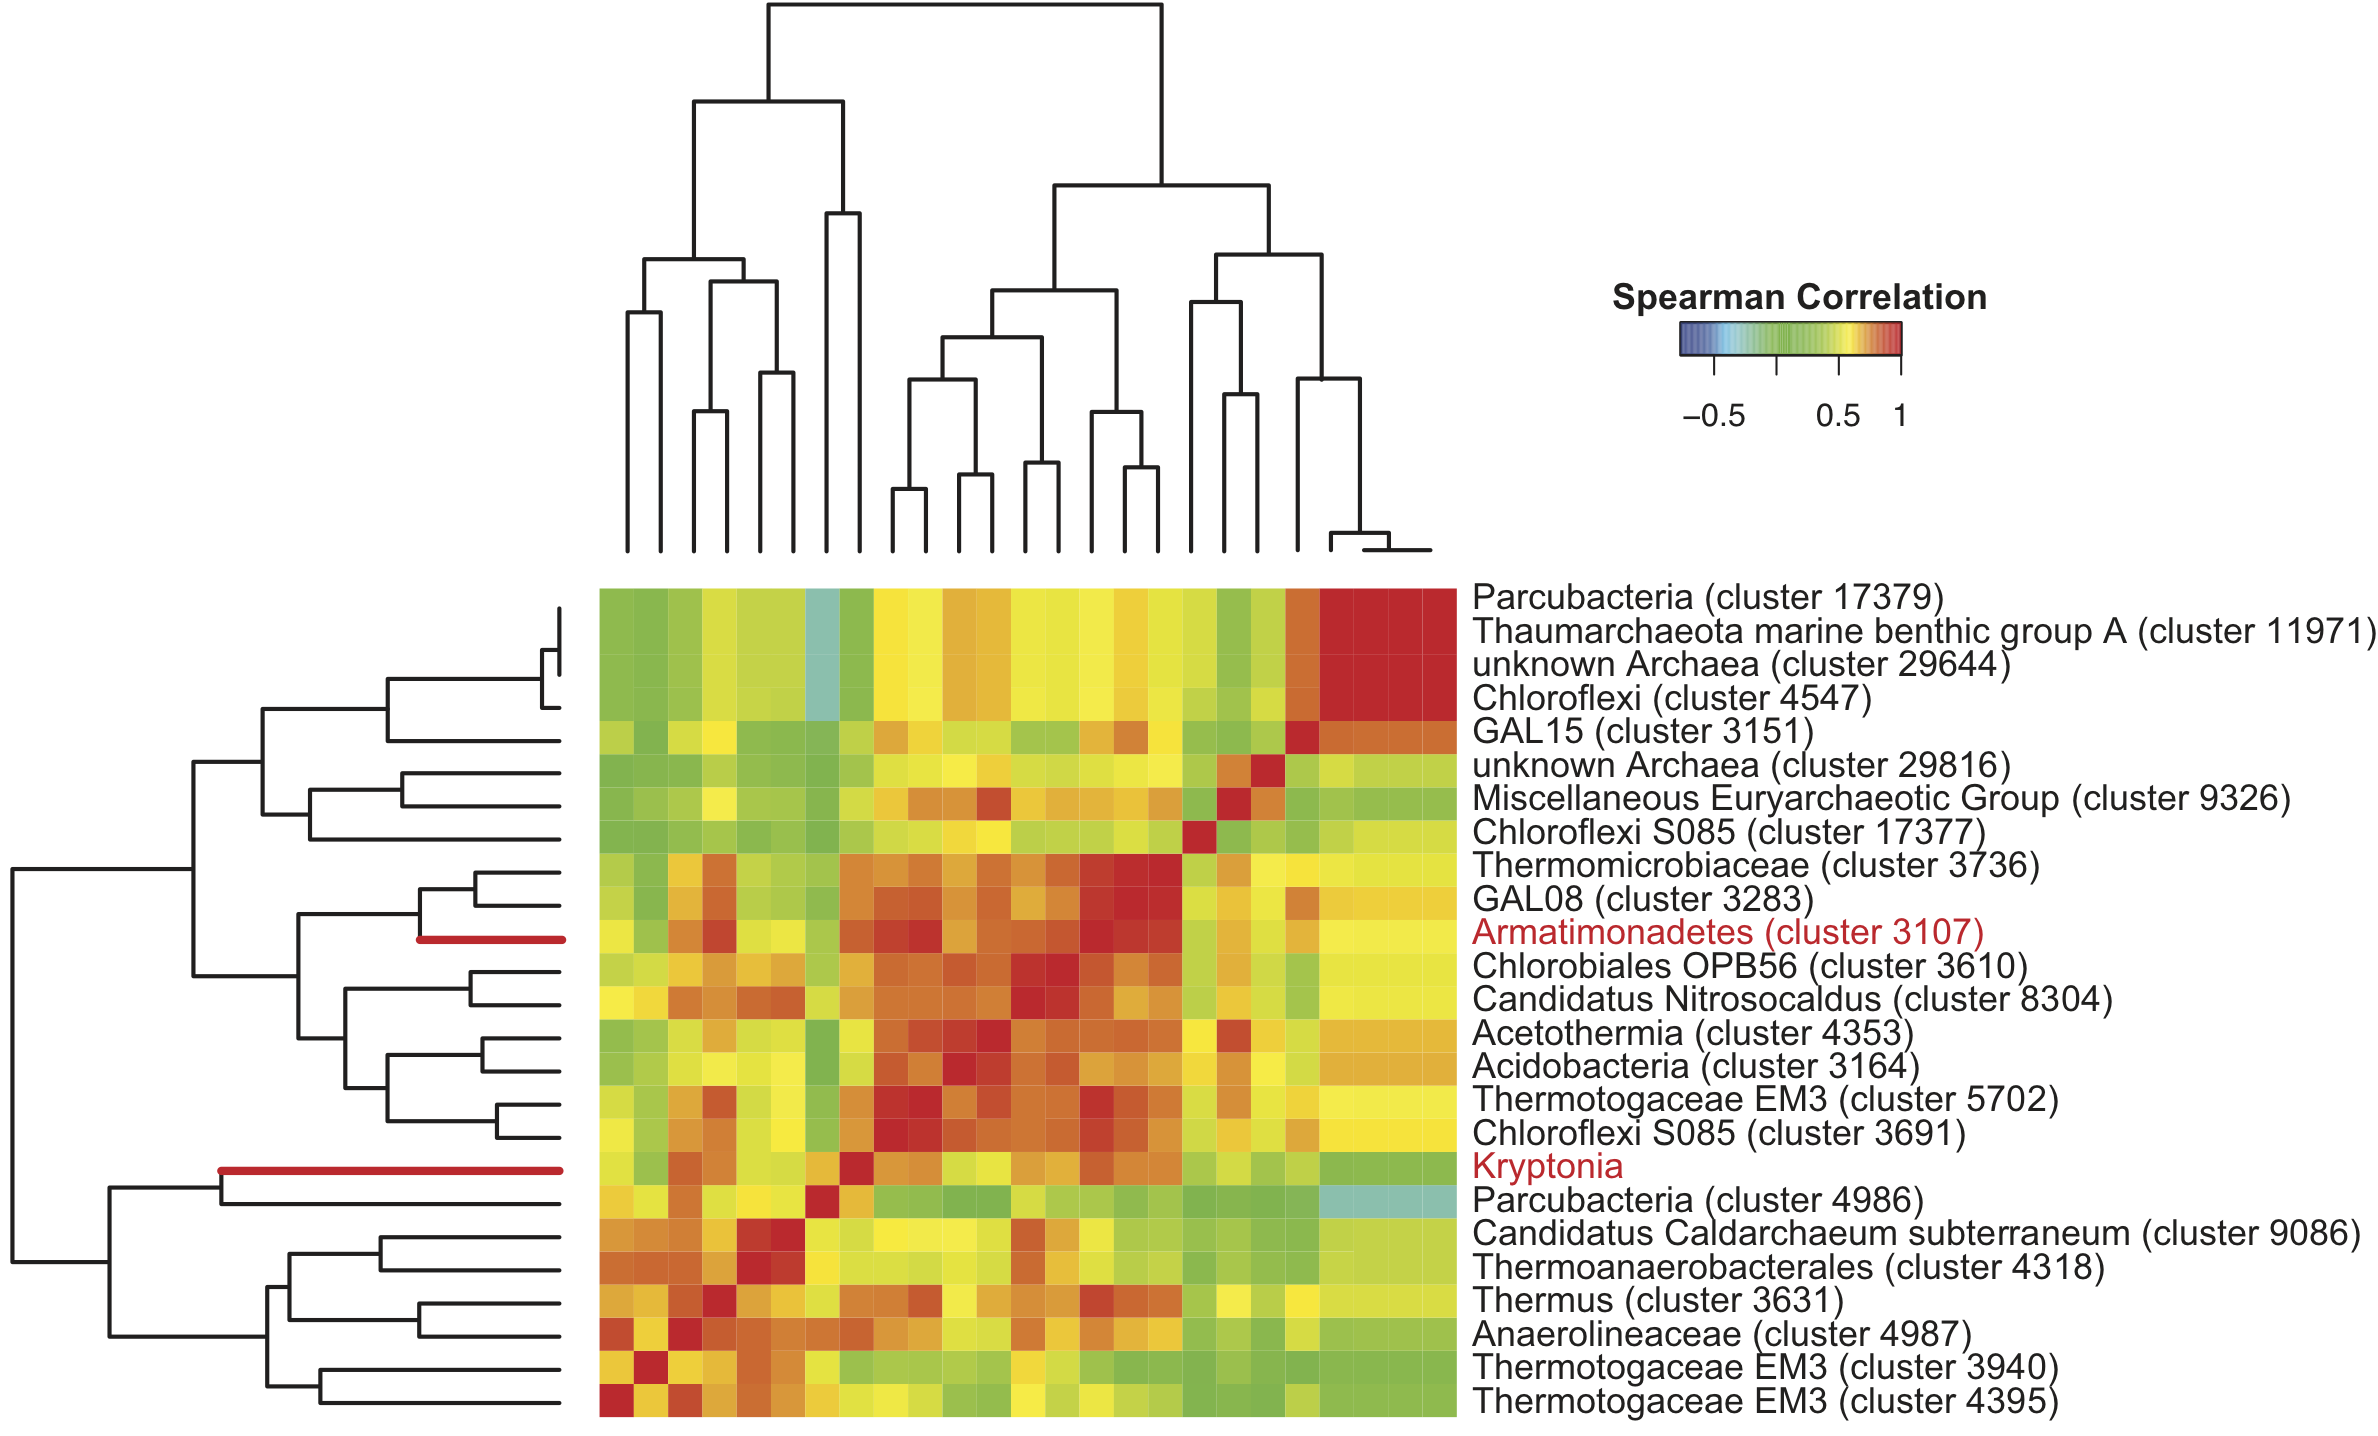 Spearman Correlation
−0.5 0.5 1
Parcubacteria (cluster 17379)
Thaumarchaeota marine benthic group A (cluster 11971)
unknown Archaea (cluster 29644)
Chloroflexi (cluster 4547)
GAL15 (cluster 3151)
unknown Archaea (cluster 29816)
Miscellaneous Euryarchaeotic Group (cluster 9326)
Chloroflexi S085 (cluster 17377)
Thermomicrobiaceae (cluster 3736)
GAL08 (cluster 3283)
Armatimonadetes (cluster 3107)
Chlorobiales OPB56 (cluster 3610)
Candidatus Nitrosocaldus (cluster 8304)
Acetothermia (cluster 4353)
Acidobacteria (cluster 3164)
Thermotogaceae EM3 (cluster 5702)
Chloroflexi S085 (cluster 3691)
Kryptonia
Parcubacteria (cluster 4986)
Candidatus Caldarchaeum subterraneum (cluster 9086)
Thermoanaerobacterales (cluster 4318)
Thermus (cluster 3631)
Anaerolineaceae (cluster 4987)
Thermotogaceae EM3 (cluster 3940)
Thermotogaceae EM3 (cluster 4395)